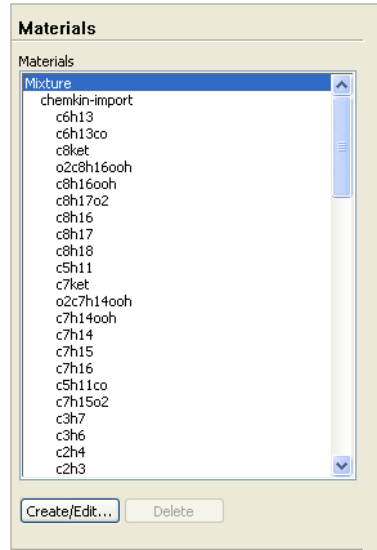 Materials
Materials
Mixture
chemkin-import
c6h13
c6h13co
c8ket
o2c8h16ooh
c8h16ooh
c8h17o2
c8h16
c8h17
c8h18
c5h11
c7ket
o2c7h14ooh
c7h14ooh
c7h14
c7h15
c7h16
c5h11co
c7h15o2
c3h7
c3h6
c2h4
c2h3
Create/Edit... Delete